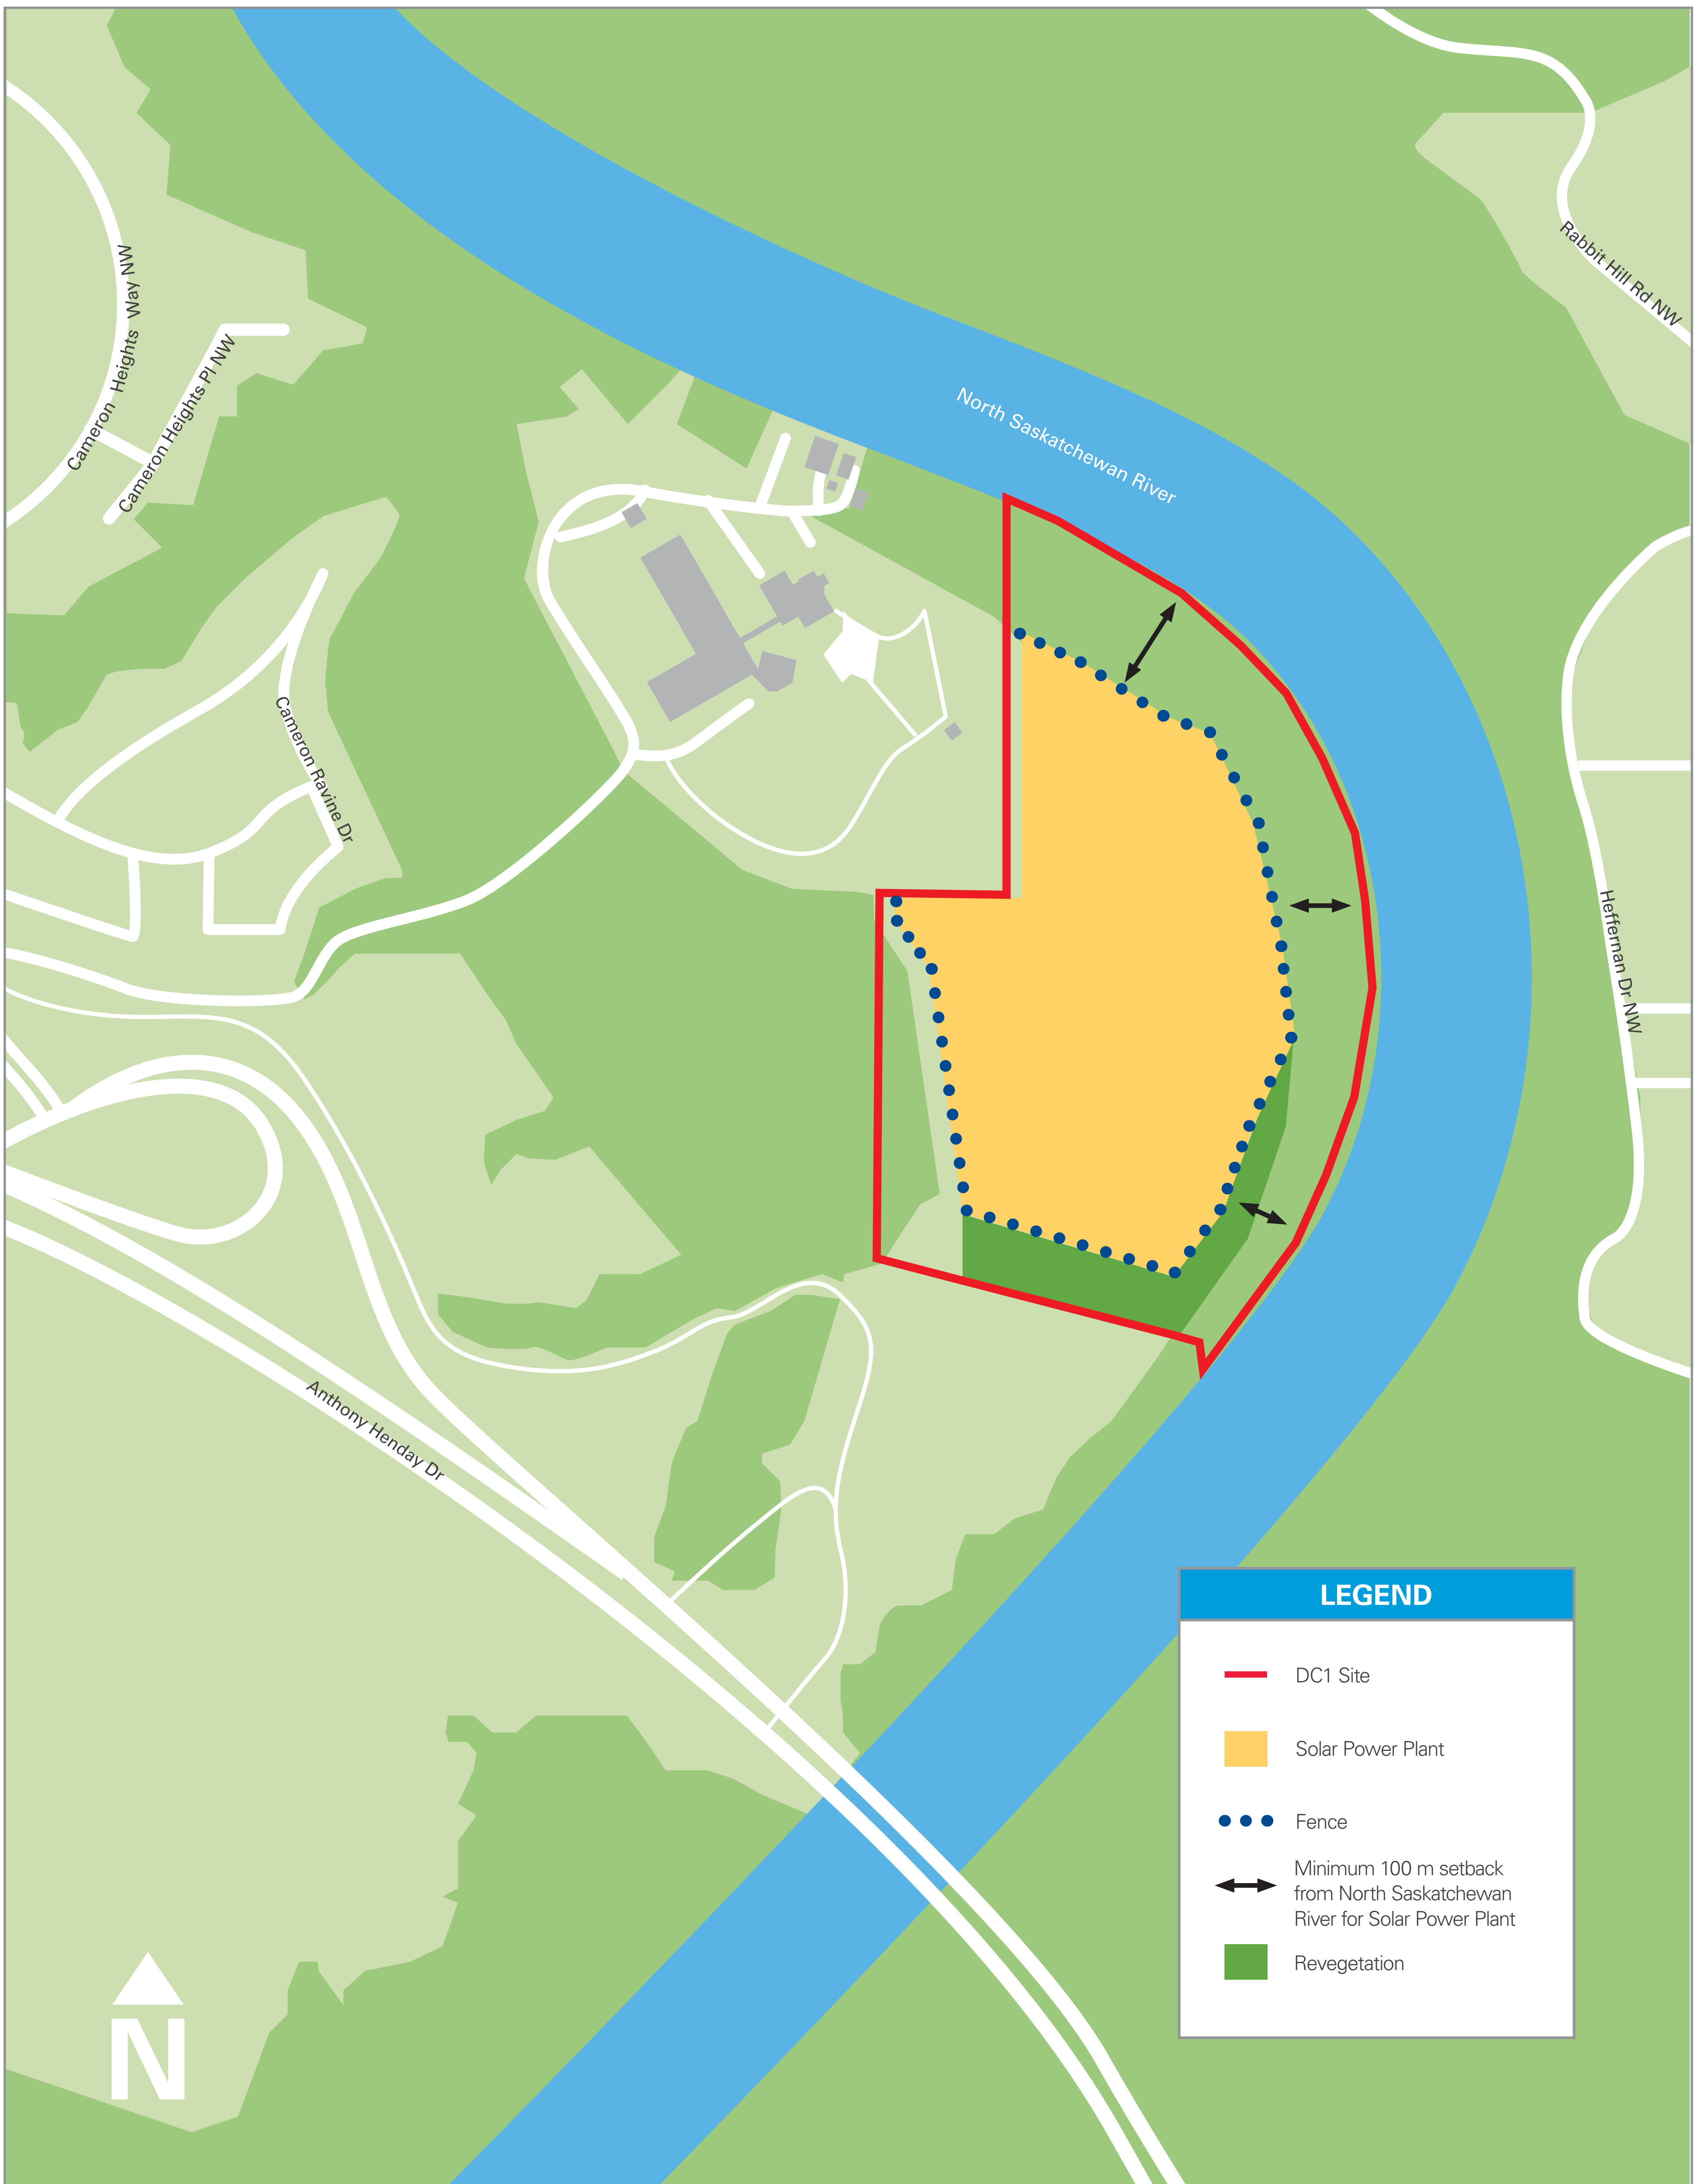 Rabbit Hill Rd NW
Cameron Heights Way NW
Cameron Heights Pl NW
North Saskatchewan River
Cameron Ravine Dr
Heffernan Dr NW
Anthony Henday Dr
LEGEND
DC1 Site
Solar Power Plant
Fence
Minimum 100 m setback
from North Saskatchewan
River for Solar Power Plant
Revegetation
N